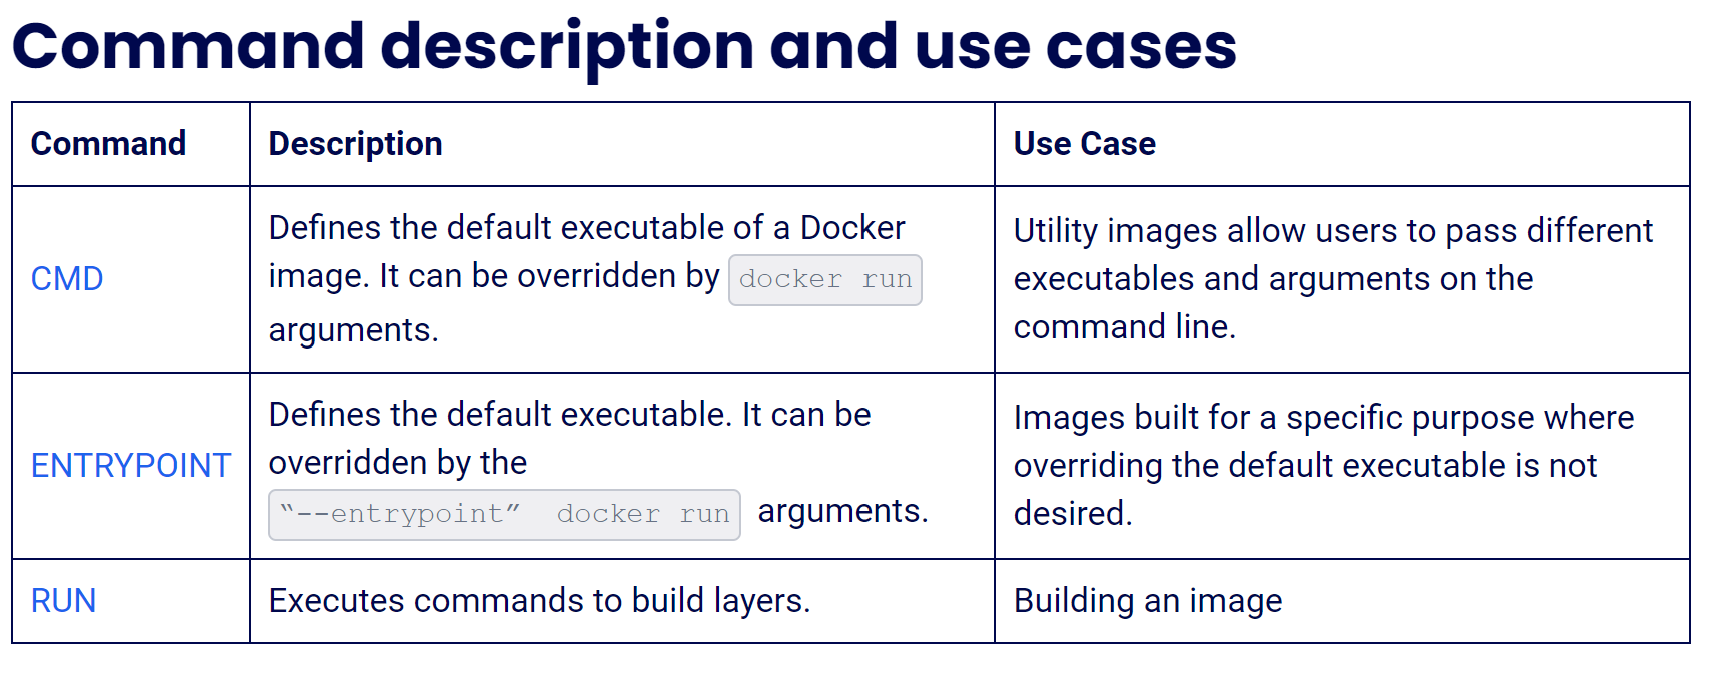 Command description and use cases
Command
Description
Use Case
CMD
Defines the default executable of a Docker
image. It can be overridden by docker run
arguments.
Utility images allow users to pass different
executables and arguments on the
command line.
ENTRYPOINT
Defines the default executable. It can be
overridden by the
“--entrypoint” docker run arguments.
Images built for a specific purpose where
overriding the default executable is not
desired.
RUN
Executes commands to build layers.
Building an image